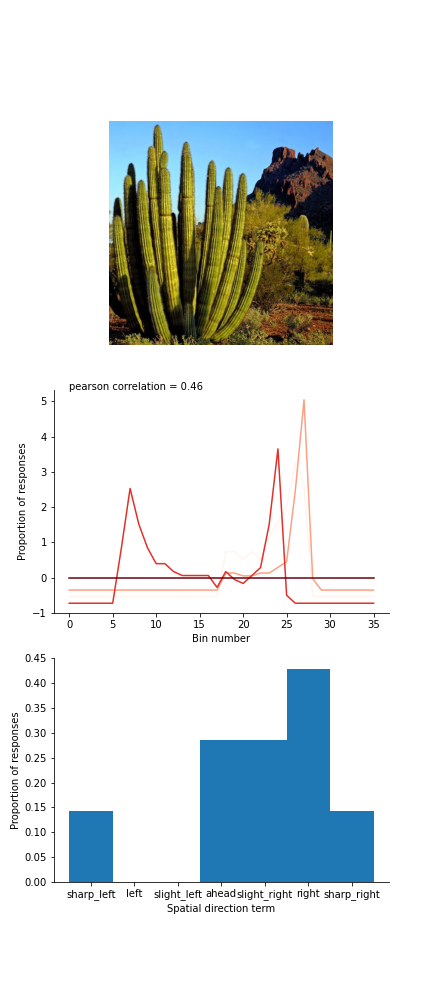 pearson correlation = 0.46
5
4
3
2
1
0
−1
Proportion of responses
0 5 10 15 20 25 30 35
Bin number
0.45
0.40
0.35
0.30
0.25
0.20
0.15
0.10
0.05
0.00
Proportion of responses
sharp_left left slight_left ahead slight_right right sharp_right
Spatial direction term